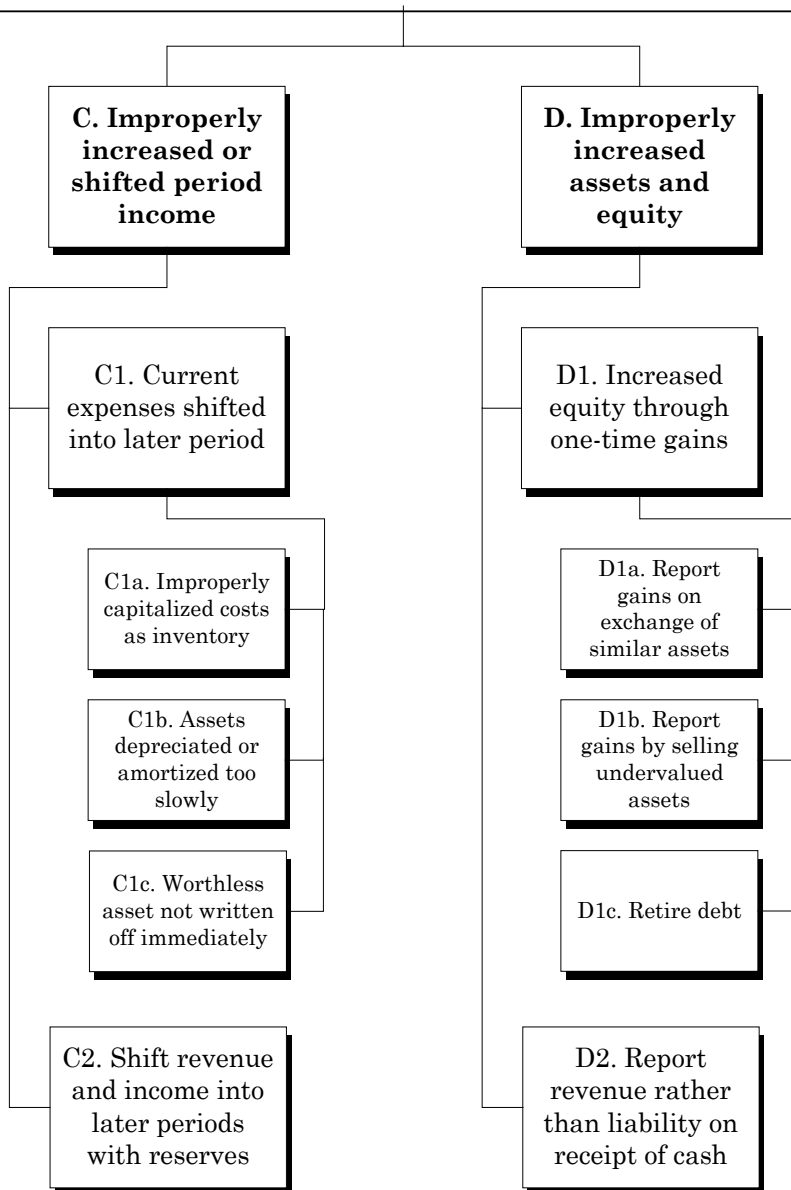 C. Improperly
increased or
shifted period
income
D. Improperly
increased
assets and
equity
C1. Current
expenses shifted
into later period
D1. Increased
equity through
one-time gains
C1a. Improperly
capitalized costs
as inventory
D1a. Report
gains on
exchange of
similar assets
C1b. Assets
depreciated or
amortized too
slowly
D1b. Report
gains by selling
undervalued
assets
C1c. Worthless
asset not written
off immediately
D1c. Retire debt
C2. Shift revenue
and income into
later periods
with reserves
D2. Report
revenue rather
than liability on
receipt of cash